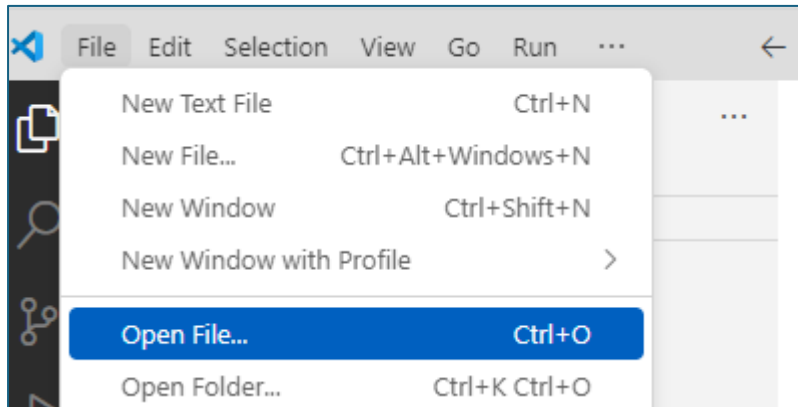 File Edit Selection View Go Run ...
New Text File Ctrl+N
New File... Ctrl+Alt+Windows+N
New Window Ctrl+Shift+N
New Window with Profile
Open File... Ctrl+O
Open Folder... Ctrl+K Ctrl+O